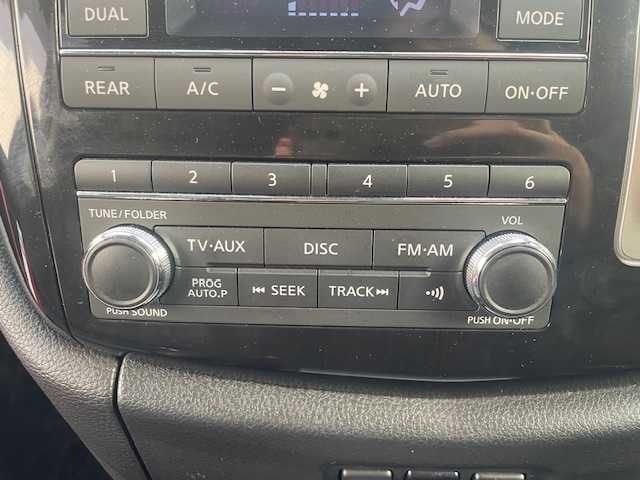 DUAL MODE
REAR A/C − + AUTO ON·OFF
1 2 3 4 5 6
TUNE/FOLDER VOL
TV·AUX DISC FM·AM
PROG
AUTO.P SEEK TRACK
PUSH SOUND PUSH ON·OFF